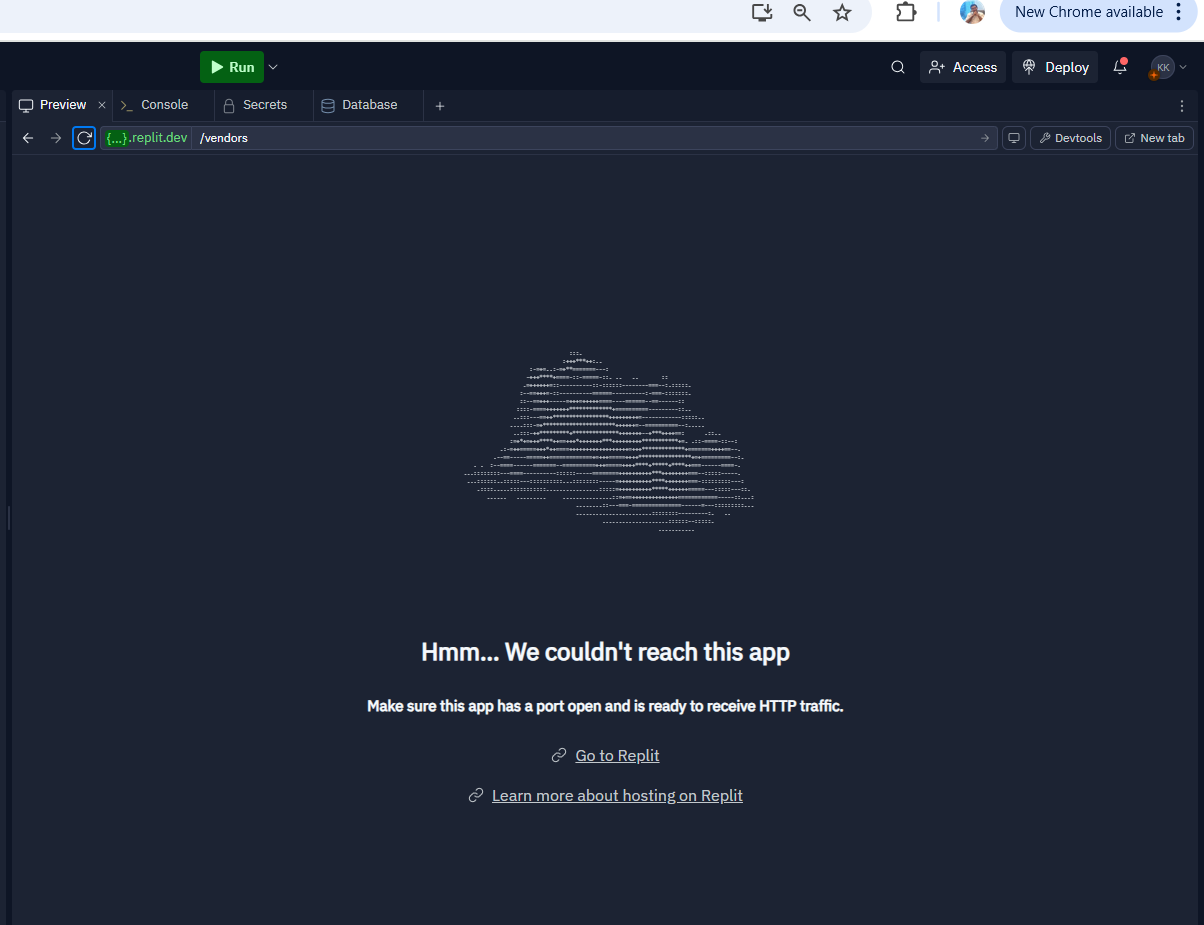 New Chrome available
Run
Access
Deploy
KK
Preview
Console
Secrets
Database
{...}.replit.dev
/vendors
Devtools
New tab
Hmm... We couldn't reach this app
Make sure this app has a port open and is ready to receive HTTP traffic.
Go to Replit
Learn more about hosting on Replit